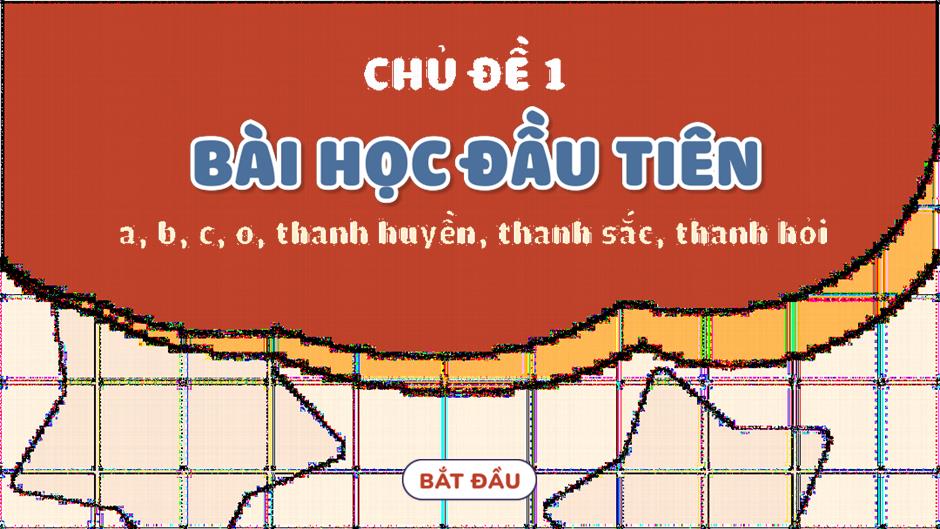 CHỦ ĐỀ 1
BÀI HỌC ĐẦU TIÊN
a, b, c, o, thanh huyền, thanh sắc, thanh hỏi
BẮT ĐẦU